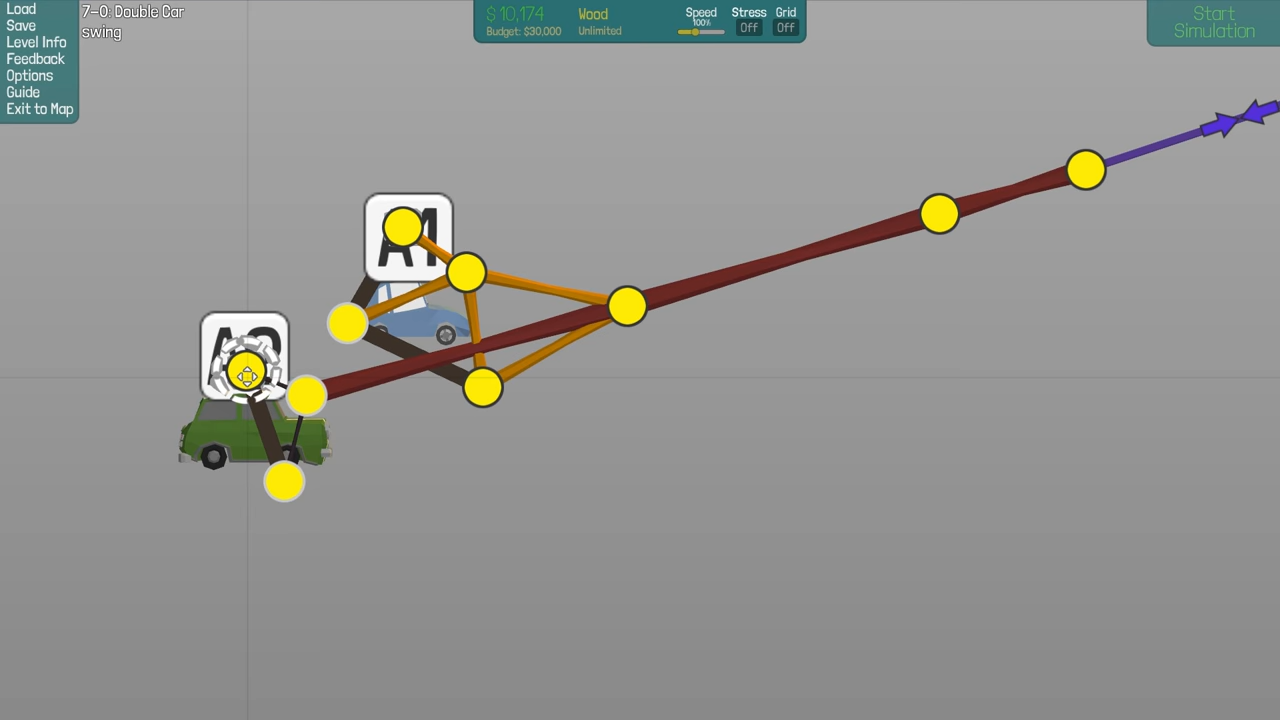 Load
Save
Level Info
Feedback
Options
Guide
Exit to Map
7-0: Double Car
swing
$ 10,174
Budget: $30,000
Wood
Unlimited
Speed
100%
Stress
Off
Grid
Off
Start
Simulation
A1